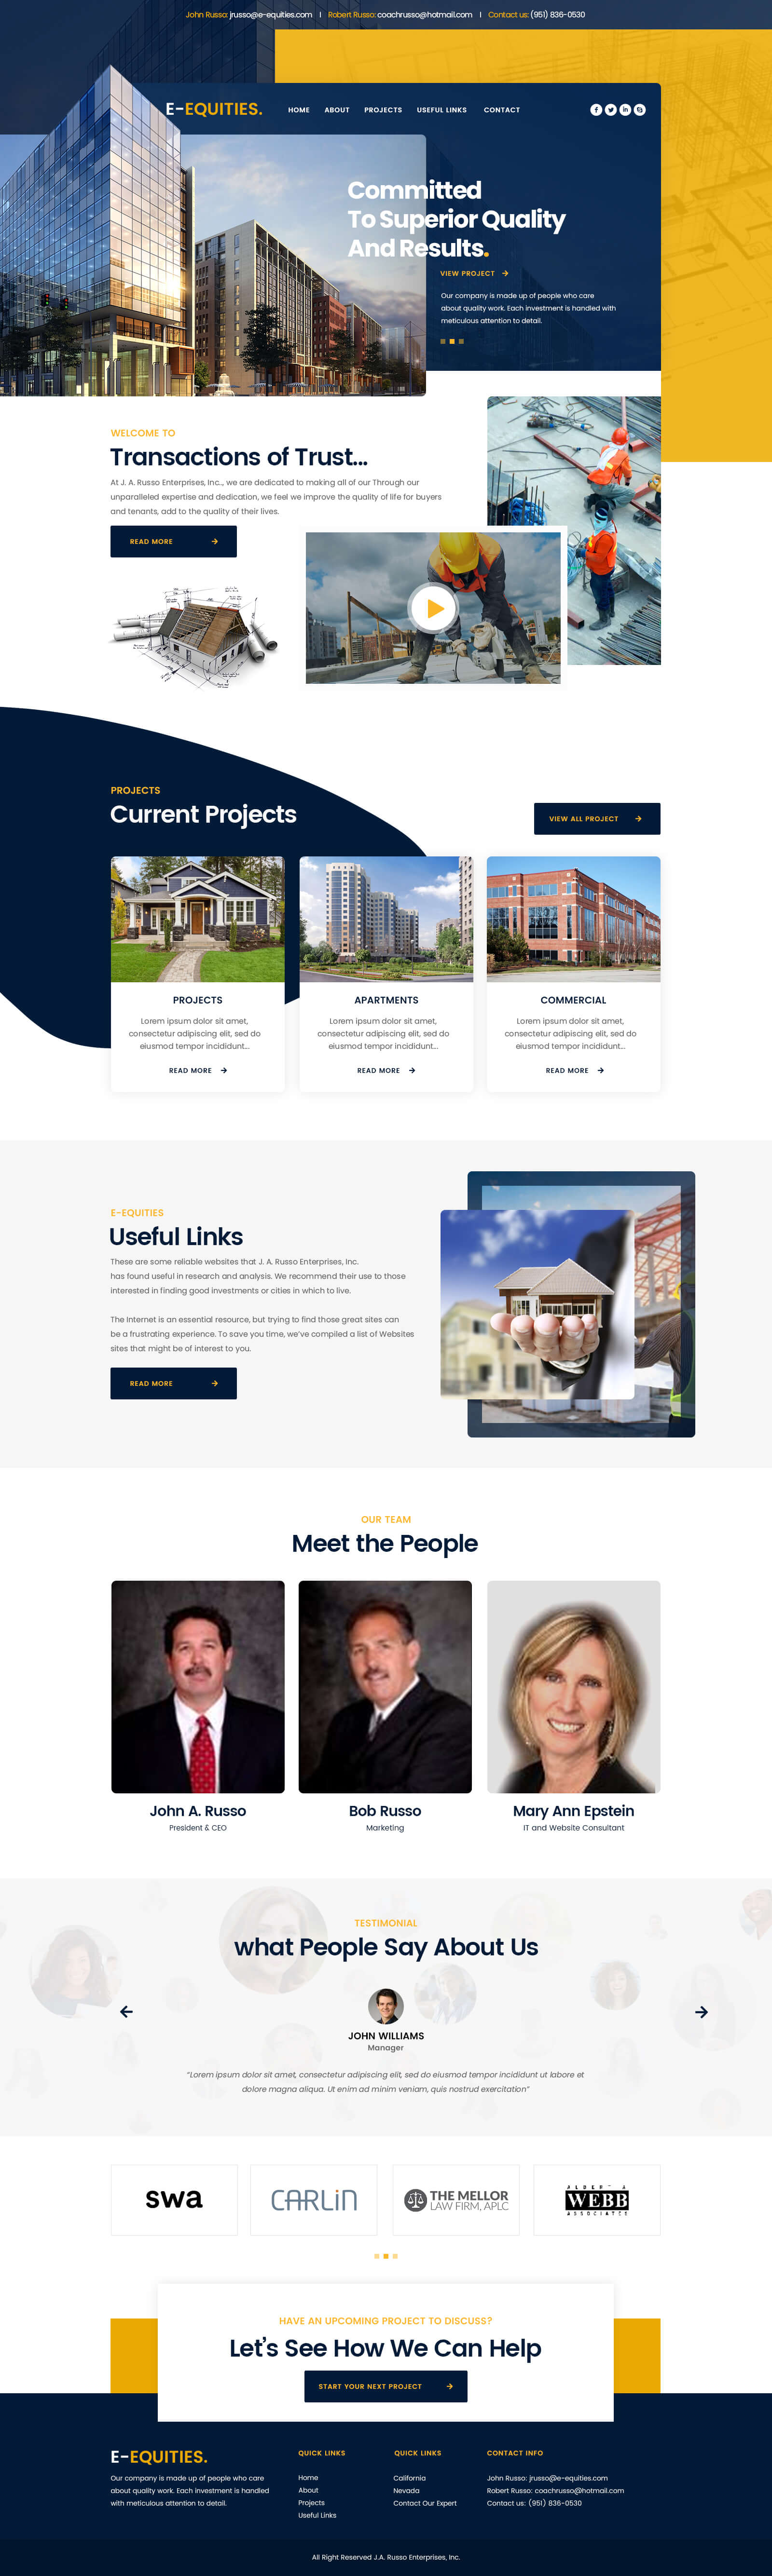 John Russo: jrusso@e-equities.com | Robert Russo: coachrusso@hotmail.com | Contact us: (951) 836-0530
E-EQUITIES.
HOME ABOUT PROJECTS USEFUL LINKS CONTACT
Committed
To Superior Quality
And Results.
VIEW PROJECT
Our company is made up of people who care
about quality work. Each investment is handled with
meticulous attention to detail.
WELCOME TO
Transactions of Trust...
At J. A. Russo Enterprises, Inc.., we are dedicated to making all of our Through our
unparalleled expertise and dedication, we feel we improve the quality of life for buyers
and tenants, add to the quality of their lives.
READ MORE
PROJECTS
Current Projects
VIEW ALL PROJECT
PROJECTS
Lorem ipsum dolor sit amet,
consectetur adipiscing elit, sed do
eiusmod tempor incididunt...
READ MORE
APARTMENTS
Lorem ipsum dolor sit amet,
consectetur adipiscing elit, sed do
eiusmod tempor incididunt...
READ MORE
COMMERCIAL
Lorem ipsum dolor sit amet,
consectetur adipiscing elit, sed do
eiusmod tempor incididunt...
READ MORE
E-EQUITIES
Useful Links
These are some reliable websites that J. A. Russo Enterprises, Inc.
has found useful in research and analysis. We recommend their use to those
interested in finding good investments or cities in which to live.
The Internet is an essential resource, but trying to find those great sites can
be a frustrating experience. To save you time, we've compiled a list of Websites
sites that might be of interest to you.
READ MORE
OUR TEAM
Meet the People
John A. Russo
President & CEO
Bob Russo
Marketing
Mary Ann Epstein
IT and Website Consultant
TESTIMONIAL
what People Say About Us
JOHN WILLIAMS
Manager
"Lorem ipsum dolor sit amet, consectetur adipiscing elit, sed do eiusmod tempor incididunt ut labore et
dolore magna aliqua. Ut enim ad minim veniam, quis nostrud exercitation"
swa
CARLIN
THE MELLOR
LAW FIRM, APLC
WEBB
ASSOCIATES
HAVE AN UPCOMING PROJECT TO DISCUSS?
Let's See How We Can Help
START YOUR NEXT PROJECT
E-EQUITIES.
Our company is made up of people who care
about quality work. Each investment is handled
with meticulous attention to detail.
QUICK LINKS
Home
About
Projects
Useful Links
QUICK LINKS
California
Nevada
Contact Our Expert
CONTACT INFO
John Russo: jrusso@e-equities.com
Robert Russo: coachrusso@hotmail.com
Contact us: (951) 836-0530
All Right Reserved J.A. Russo Enterprises, Inc.